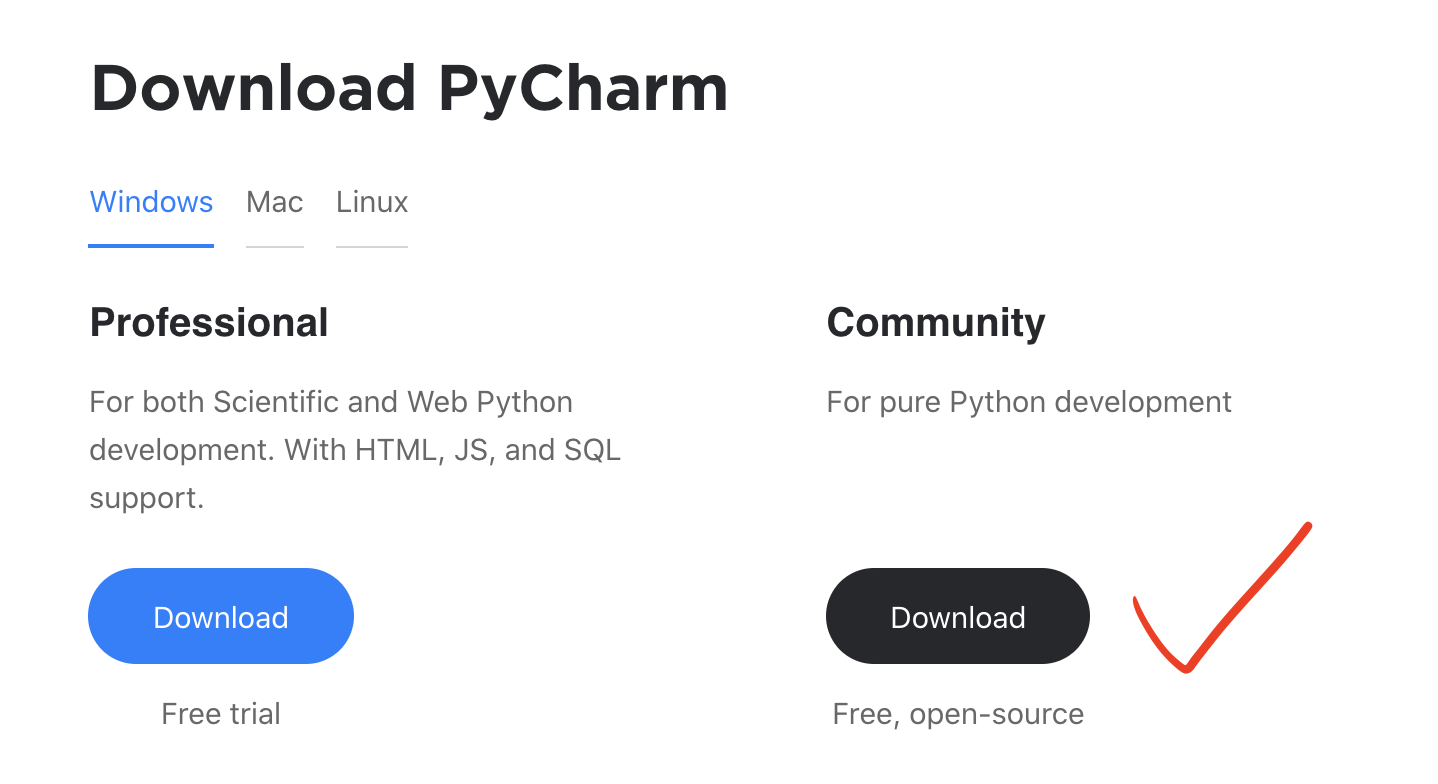 Download PyCharm
Windows Mac Linux
Professional
For both Scientific and Web Python
development. With HTML, JS, and SQL
support.
Download
Free trial
Community
For pure Python development
Download
Free, open-source